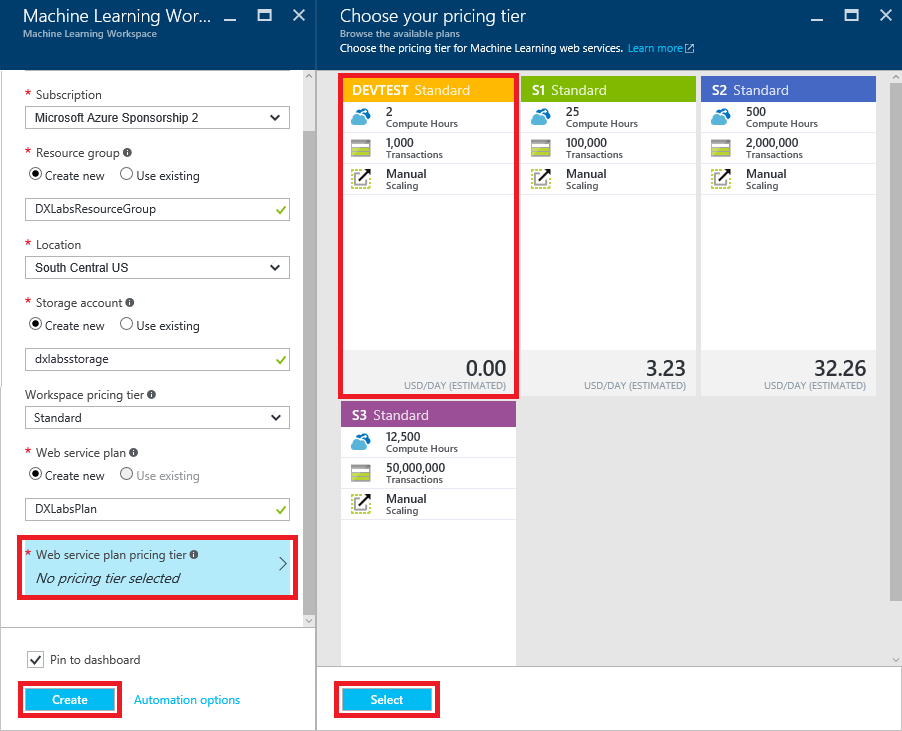 Machine Learning Wor...
Machine Learning Workspace
* Subscription
Microsoft Azure Sponsorship 2
* Resource group
Create new Use existing
DXLabsResourceGroup
* Location
South Central US
* Storage account
Create new Use existing
dxlabsstorage
Workspace pricing tier
Standard
* Web service plan
Create new Use existing
DXLabsPlan
* Web service plan pricing tier
No pricing tier selected
Pin to dashboard
Create Automation options
Choose your pricing tier
Browse the available plans
Choose the pricing tier for Machine Learning web services. Learn more
DEVTEST Standard
2
Compute Hours
1,000
Transactions
Manual
Scaling
0.00
USD/DAY (ESTIMATED)
S1 Standard
25
Compute Hours
100,000
Transactions
Manual
Scaling
3.23
USD/DAY (ESTIMATED)
S2 Standard
500
Compute Hours
2,000,000
Transactions
Manual
Scaling
32.26
USD/DAY (ESTIMATED)
S3 Standard
12,500
Compute Hours
50,000,000
Transactions
Manual
Scaling
Select